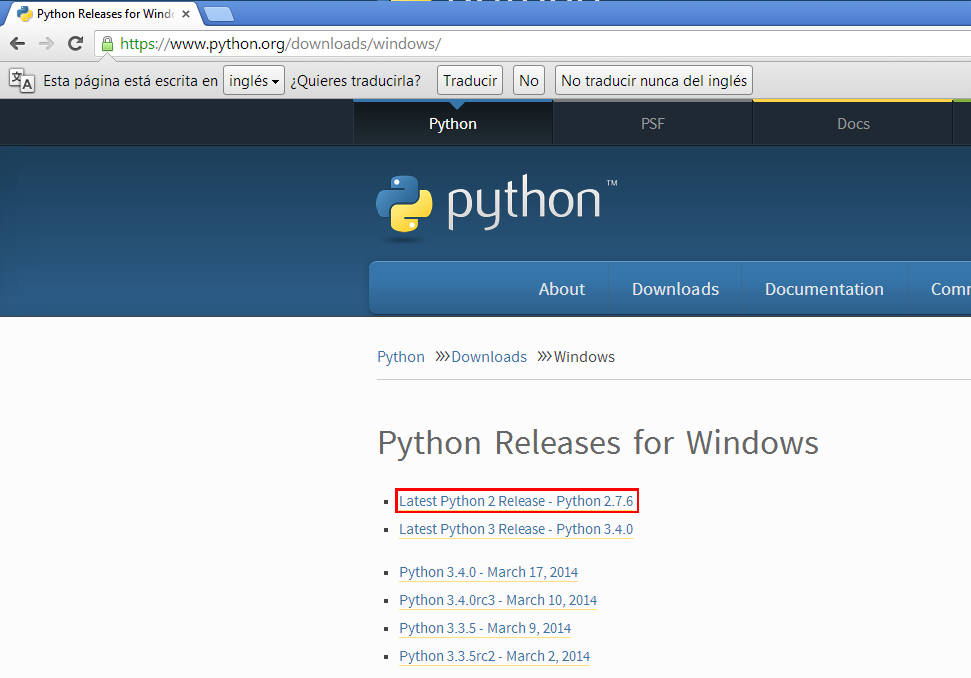 Python Releases for Wind
https://www.python.org/downloads/windows/
Esta página está escrita en inglés ¿Quieres traducirla? Traducir No No traducir nunca del inglés
Python PSF Docs
python™
About Downloads Documentation Comm
Python »Downloads »Windows
Python Releases for Windows
Latest Python 2 Release - Python 2.7.6
Latest Python 3 Release - Python 3.4.0
Python 3.4.0 - March 17, 2014
Python 3.4.0rc3 - March 10, 2014
Python 3.3.5 - March 9, 2014
Python 3.3.5rc2 - March 2, 2014